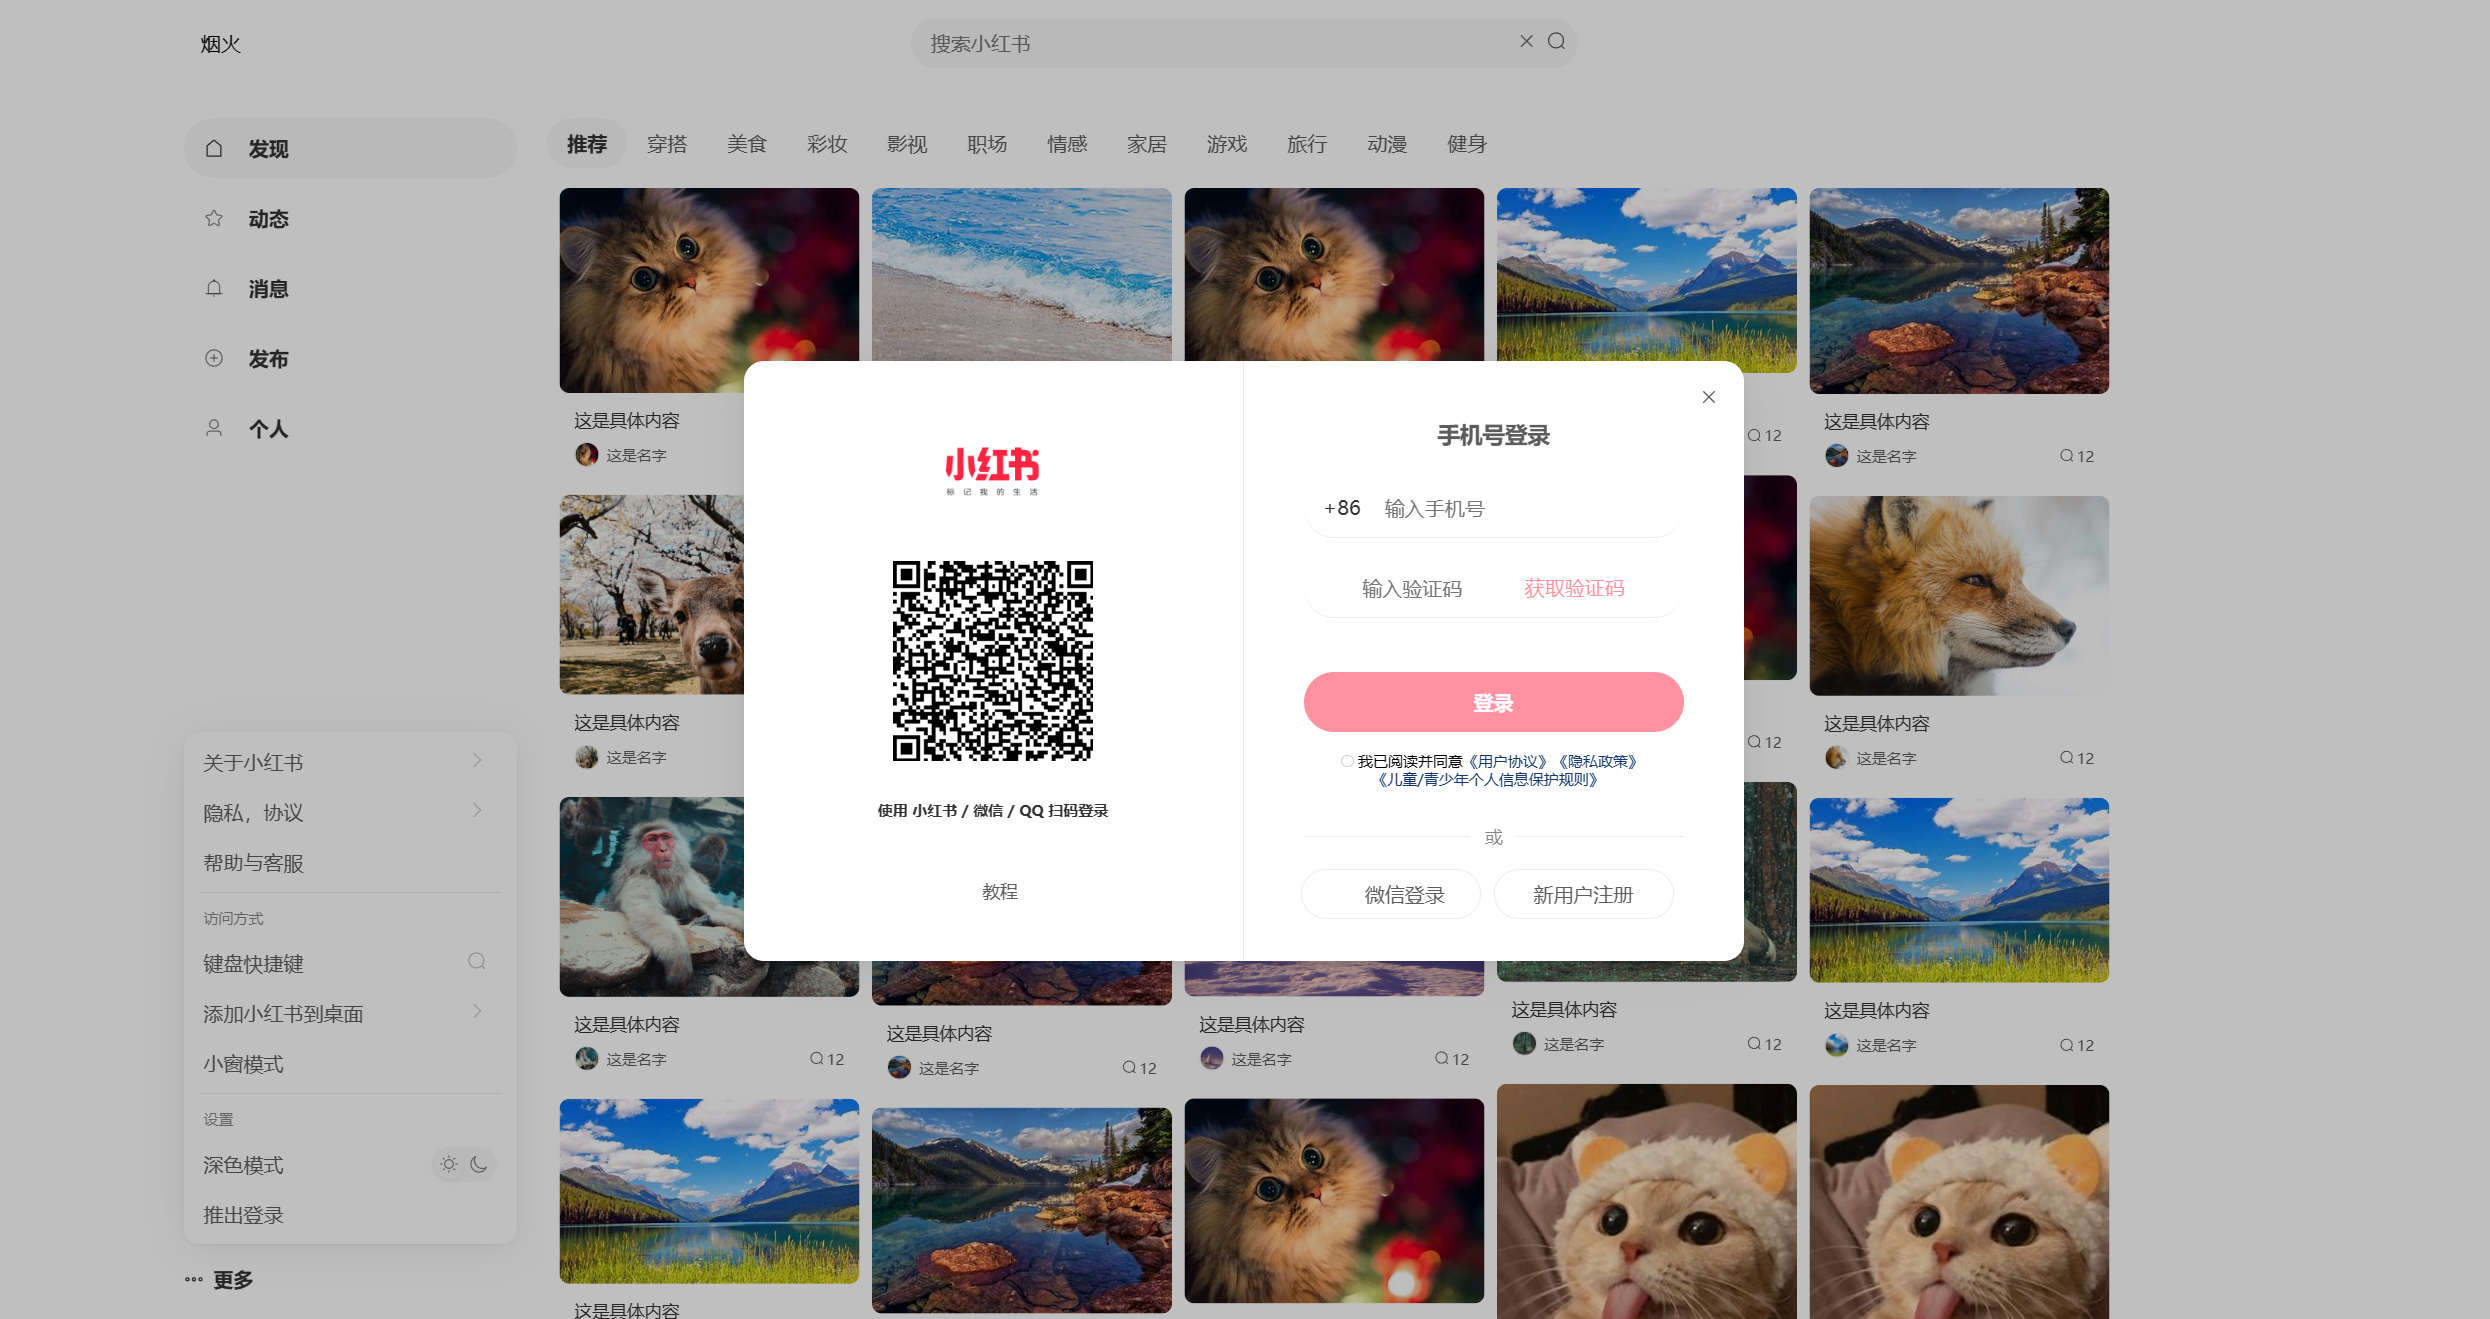 烟火
搜索小红书
发现
动态
消息
发布
个人
推荐 穿搭 美食 彩妆 影视 职场 情感 家居 游戏 旅行 动漫 健身
这是具体内容
这是名字
这是具体内容
这是名字
这是具体内容
这是名字
12
这是具体内容
这是具体内容
这是名字
12
这是具体内容
这是名字
12
12
12
这是具体内容
这是名字
12
这是具体内容
这是名字
12
这是具体内容
这是名字
12
这是具体内容
这是名字
12
小红书
标记我的生活
使用 小红书 / 微信 / QQ 扫码登录
教程
手机号登录
+86 输入手机号
输入验证码 获取验证码
登录
我已阅读并同意《用户协议》《隐私政策》
《儿童/青少年个人信息保护规则》
或
微信登录 新用户注册
关于小红书
隐私，协议
帮助与客服
访问方式
键盘快捷键
添加小红书到桌面
小窗模式
设置
深色模式
推出登录
更多